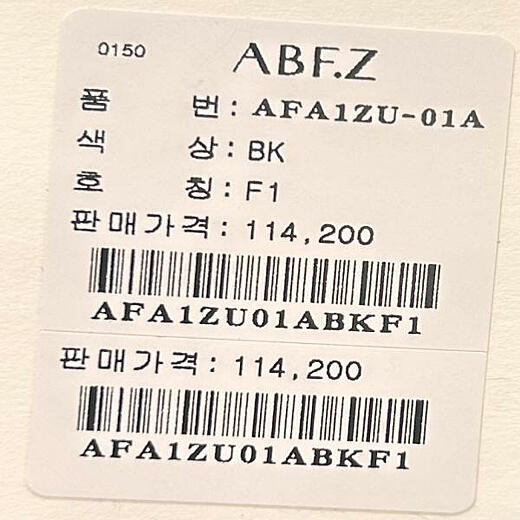 0150 ABF.Z
품 번 : AFA1ZU-01A
색 상 : BK
호 칭 : F1
판매가격 : 114,200
AFA1ZU01ABKF1
판매가격 : 114,200
AFA1ZU01ABKF1